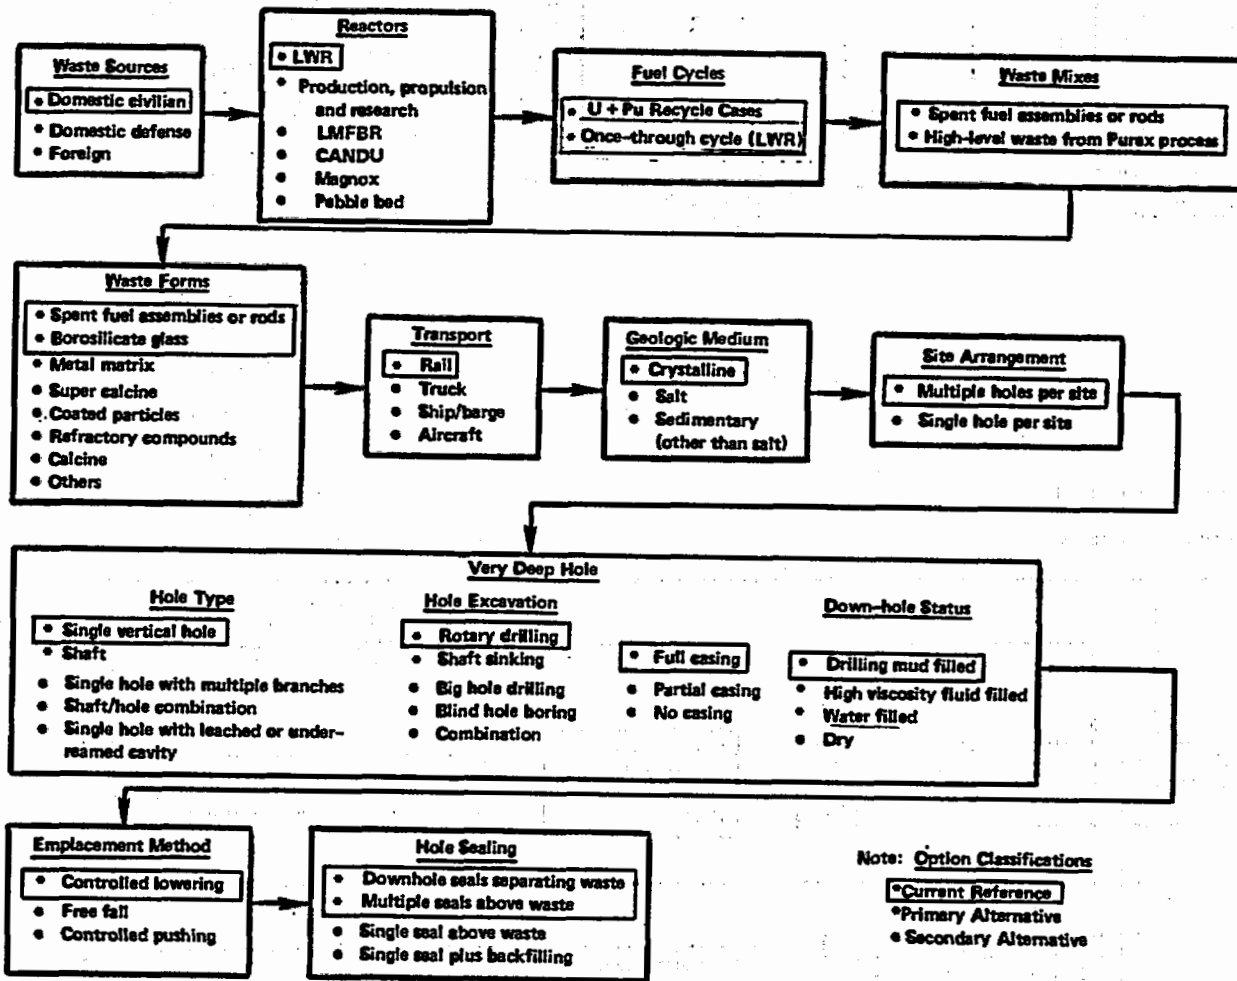 Waste Sources
* Domestic civilian
● Domestic defense
● Foreign
Reactors
* LWR
* Production, propulsion
and research
● LMFBR
● CANDU
● Magnox
● Pebble bed
Fuel Cycles
* U + Pu Recycle Cases
* Once-through cycle (LWR)
Waste Mixes
* Spent fuel assemblies or rods
* High-level waste from Purex process
Waste Forms
* Spent fuel assemblies or rods
* Borosilicate glass
* Metal matrix
● Super calcine
● Coated particles
● Refractory compounds
● Calcine
● Others
Transport
* Rail
● Truck
● Ship/barge
● Aircraft
Geologic Medium
* Crystalline
● Salt
● Sedimentary
(other than salt)
Site Arrangement
* Multiple holes per site
● Single hole per site
Very Deep Hole
Hole Type
* Single vertical hole
* Shaft
● Single hole with multiple branches
● Shaft/hole combination
● Single hole with leached or under-
reamed cavity
Hole Excavation
* Rotary drilling
* Shaft sinking
● Big hole drilling
● Blind hole boring
● Combination
* Full casing
● Partial casing
● No casing
Down-hole Status
* Drilling mud filled
* High viscosity fluid filled
* Water filled
● Dry
Emplacement Method
* Controlled lowering
● Free fall
● Controlled pushing
Hole Sealing
* Downhole seals separating waste
* Multiple seals above waste
● Single seal above waste
● Single seal plus backfilling
Note: Option Classifications
*Current Reference
*Primary Alternative
● Secondary Alternative